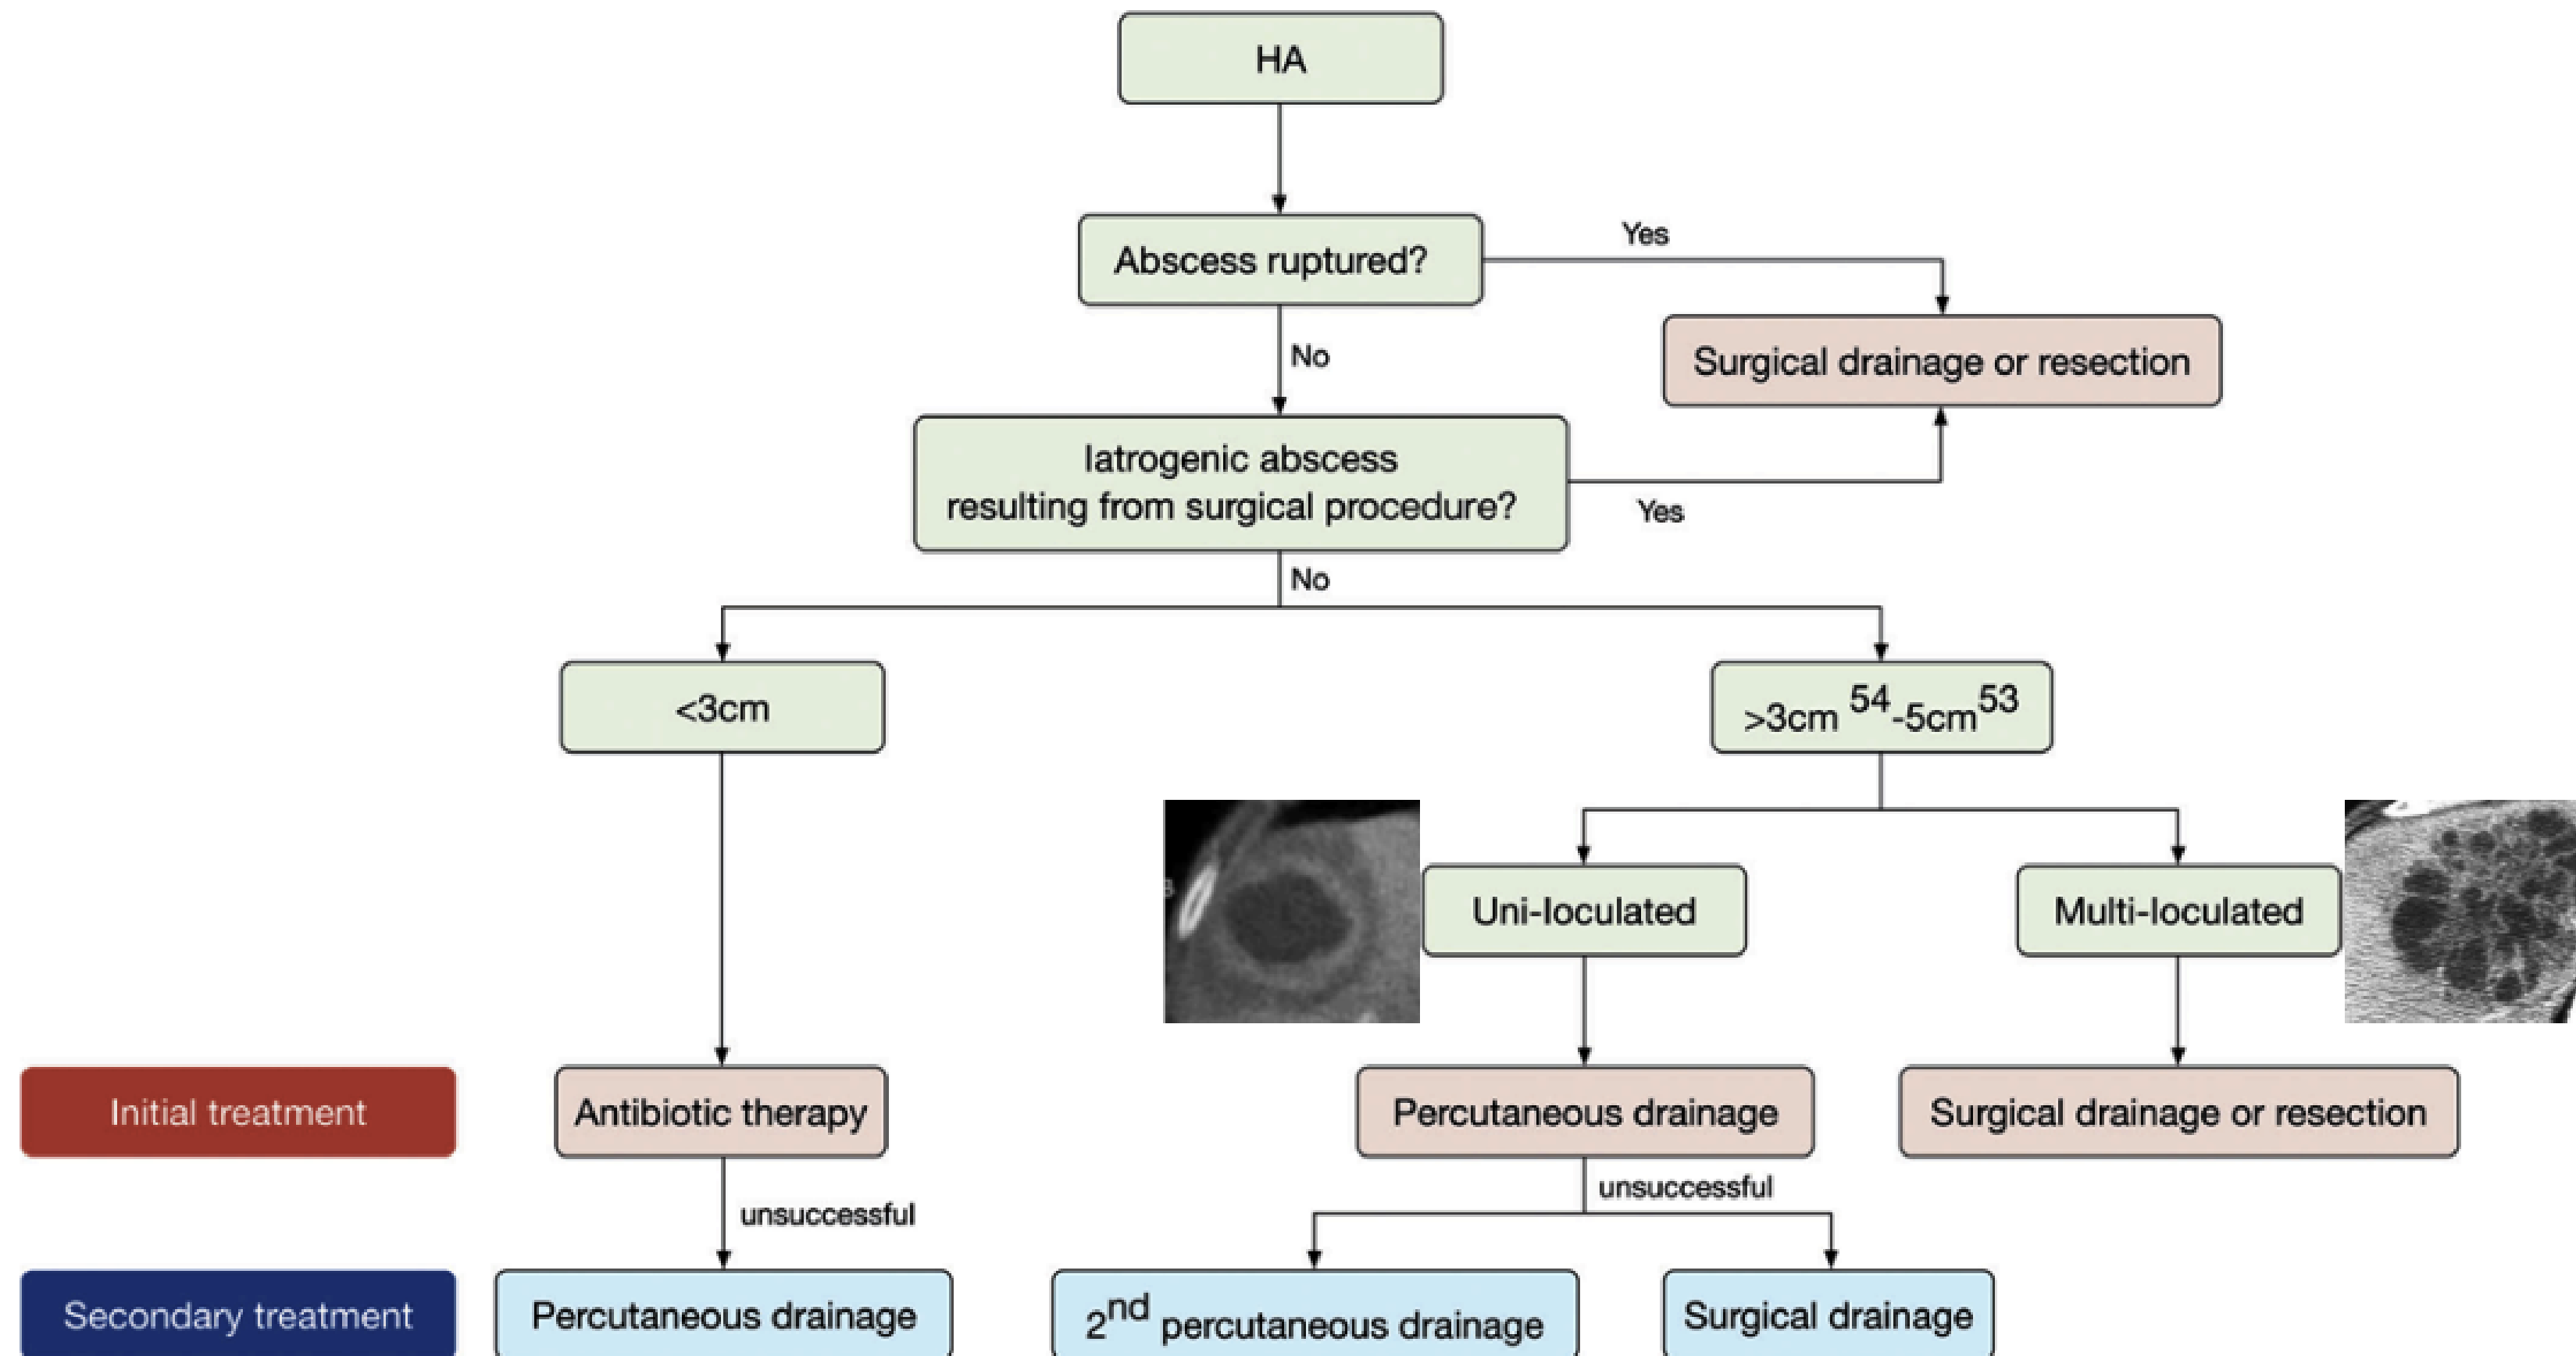 HA
Abscess ruptured?
Yes
Surgical drainage or resection
No
Iatrogenic abscess
resulting from surgical procedure?
Yes
No
<3cm
>3cm 54-5cm53
Uni-loculated
Multi-loculated
Initial treatment
Antibiotic therapy
Percutaneous drainage
Surgical drainage or resection
unsuccessful
unsuccessful
Secondary treatment
Percutaneous drainage
2nd percutaneous drainage
Surgical drainage